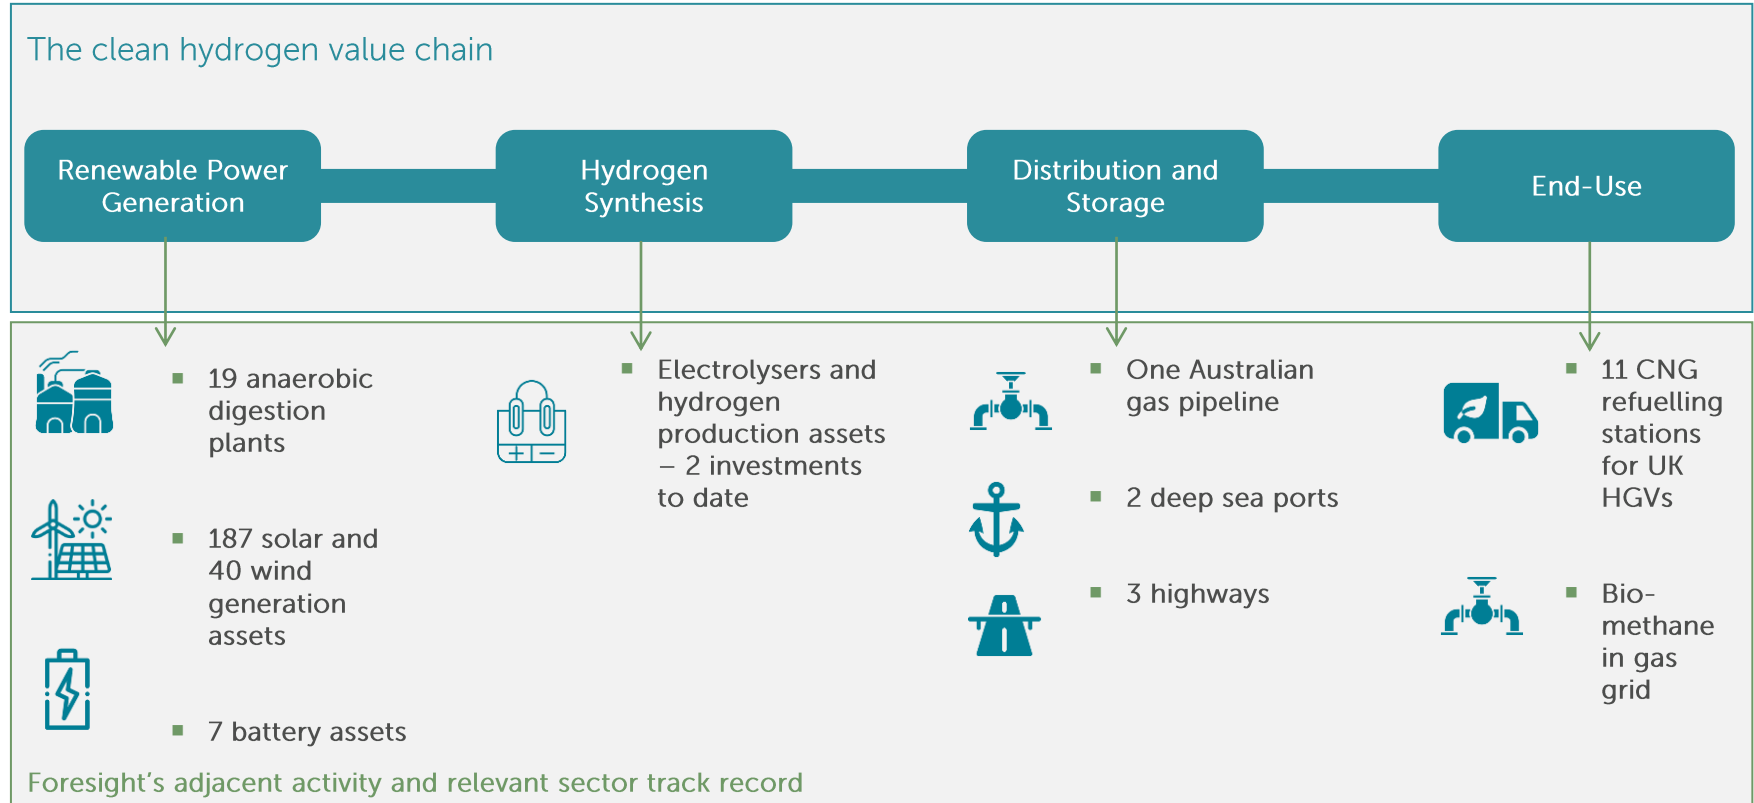 The clean hydrogen value chain
Renewable Power
Generation
Hydrogen
Synthesis
Distribution and
Storage
End-Use
19 anaerobic
digestion
plants
187 solar and
40 wind
generation
assets
7 battery assets
Electrolysers and
hydrogen
production assets
– 2 investments
to date
One Australian
gas pipeline
2 deep sea ports
3 highways
11 CNG
refuelling
stations
for UK
HGVs
Bio-
methane
in gas
grid
Foresight's adjacent activity and relevant sector track record